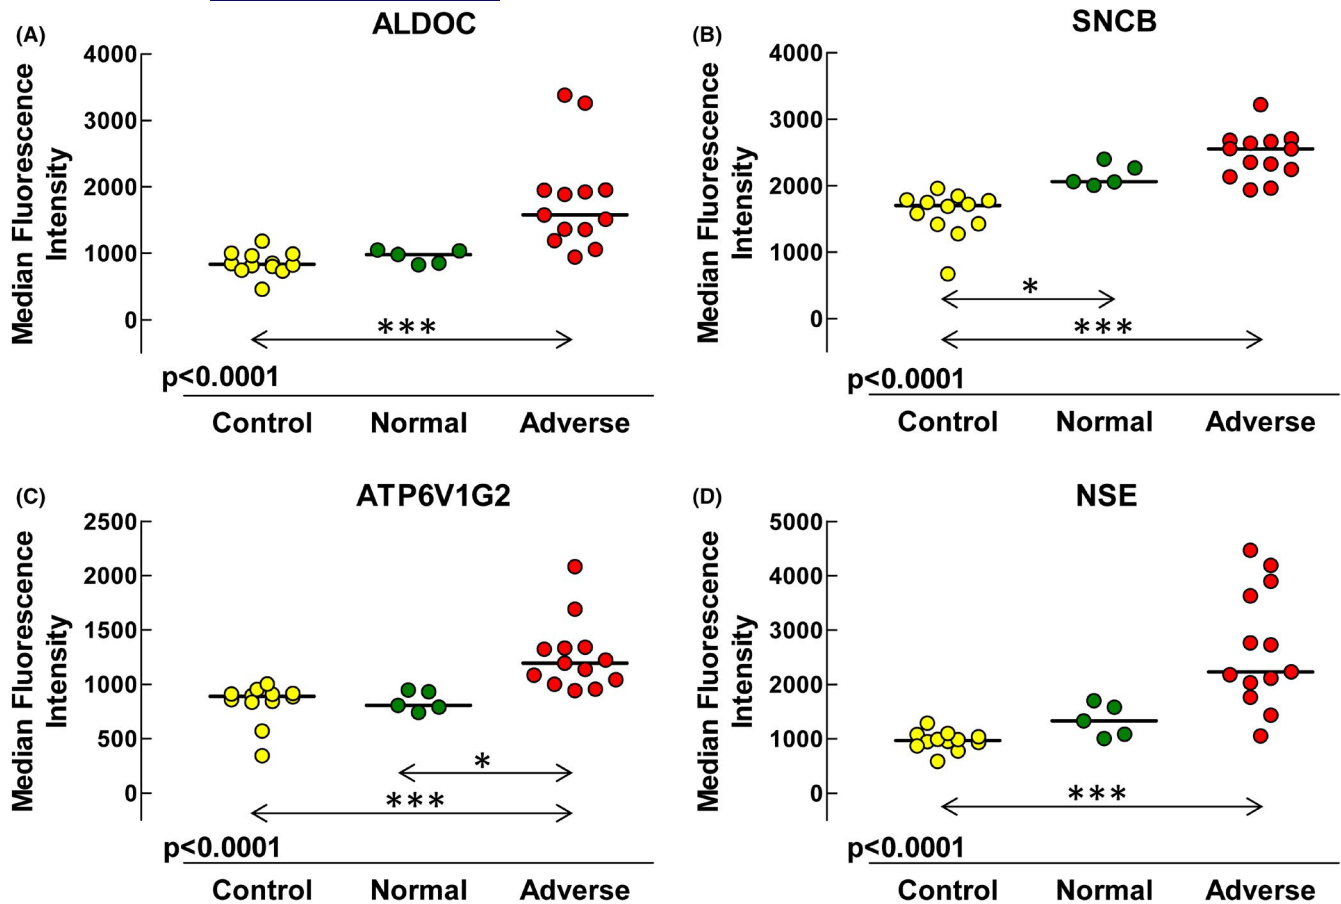 (A)
ALDOC
Median Fluorescence
Intensity
4000
3000
2000
1000
0
***
p<0.0001
Control Normal Adverse
(B)
SNCB
Median Fluorescence
Intensity
4000
3000
2000
1000
0
*
***
p<0.0001
Control Normal Adverse
(C)
ATP6V1G2
Median Fluorescence
Intensity
2500
2000
1500
1000
500
0
*
***
p<0.0001
Control Normal Adverse
(D)
NSE
Median Fluorescence
Intensity
5000
4000
3000
2000
1000
0
***
p<0.0001
Control Normal Adverse